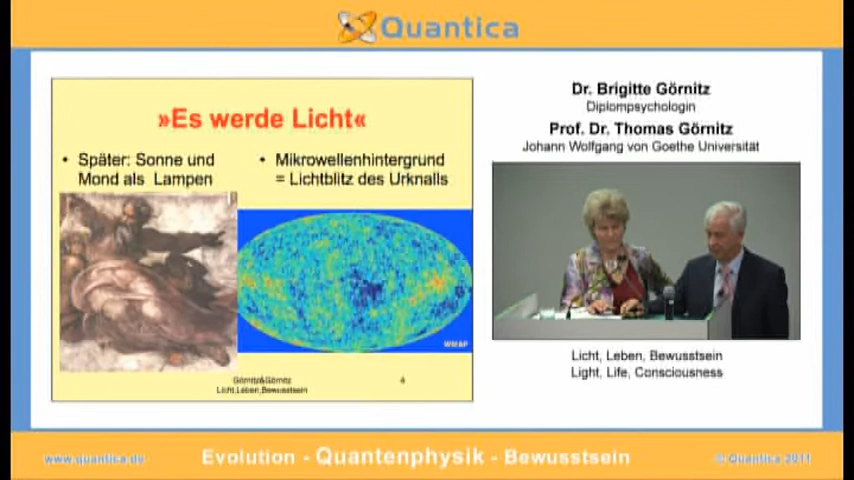 Quantica
»Es werde Licht«
• Später: Sonne und
Mond als Lampen
• Mikrowellenhintergrund
= Lichtblitz des Urknalls
WMAP
Görnitz&Görnitz
Licht,Leben,Bewusstsein
Dr. Brigitte Görnitz
Diplompsychologin
Prof. Dr. Thomas Görnitz
Johann Wolfgang von Goethe Universität
Licht, Leben, Bewusstsein
Light, Life, Consciousness
www.quantica.de
Evolution - Quantenphysik - Bewusstsein
© Quantica 2011